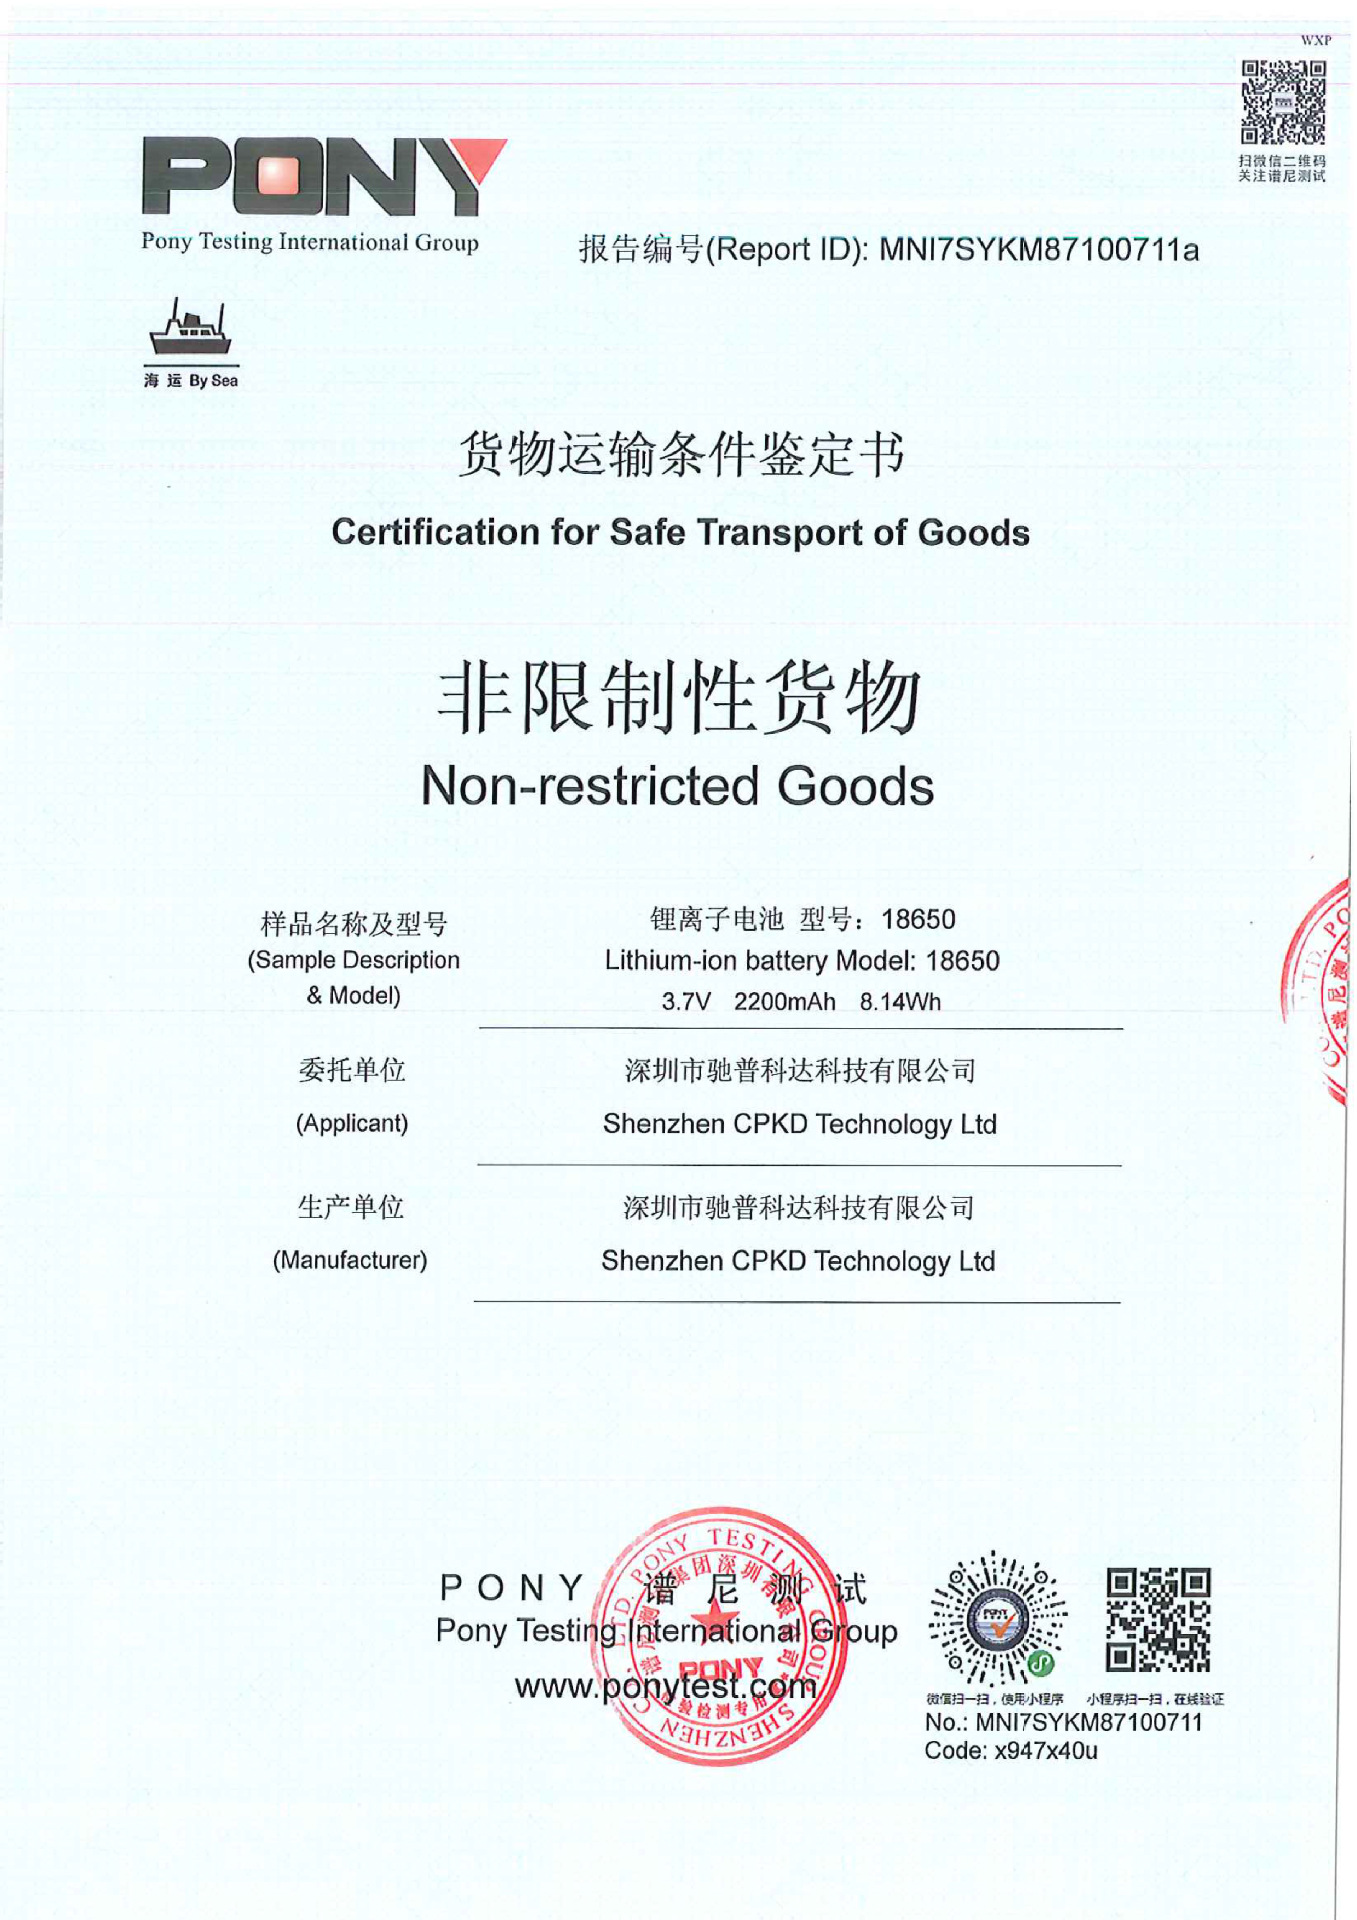 WXP
扫微信二维码
关注谱尼测试
PONY
Pony Testing International Group
报告编号(Report ID): MNI7SYKM87100711a
海 运 By Sea
货物运输条件鉴定书
Certification for Safe Transport of Goods
非限制性货物
Non-restricted Goods
样品名称及型号
(Sample Description
& Model)
锂离子电池 型号：18650
Lithium-ion battery Model: 18650
3.7V 2200mAh 8.14Wh
委托单位
(Applicant)
深圳市驰普科达科技有限公司
Shenzhen CPKD Technology Ltd
生产单位
(Manufacturer)
深圳市驰普科达科技有限公司
Shenzhen CPKD Technology Ltd
PONY 谱尼测试
Pony Testing International Group
www.ponytest.com
PONY TESTING GROUP SHENZHEN CO., LTD.
PONY
微信扫一扫，使用小程序
小程序扫一扫，在线验证
No.: MNI7SYKM87100711
Code: x947x40u